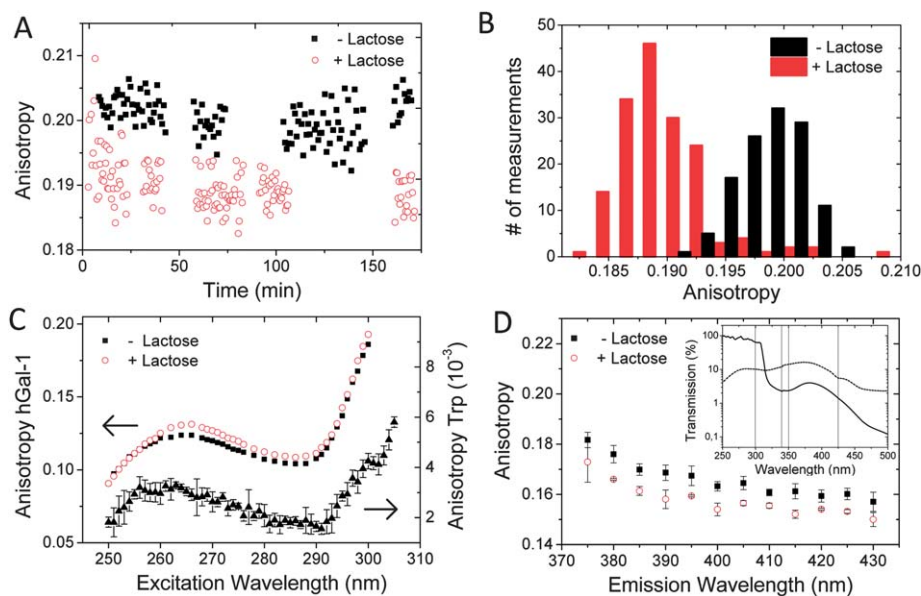 A
- Lactose
+ Lactose
0.21
0.20
0.19
0.18
Anisotropy
0 50 100 150
Time (min)
B
- Lactose
+ Lactose
50
40
30
20
10
0
# of measurements
0.185 0.190 0.195 0.200 0.205 0.210
Anisotropy
C
- Lactose
+ Lactose
0.20
0.15
0.10
0.05
Anisotropy hGal-1
8
6
4
2
Anisotropy Trp (10⁻³)
250 260 270 280 290 300
Excitation Wavelength (nm)
D
- Lactose
+ Lactose
0.22
0.20
0.18
0.16
0.14
Anisotropy
100
10
1
0,1
Transmission (%)
250 300 350 400 450 500
Wavelength (nm)
370 380 390 400 410 420 430
Emission Wavelength (nm)